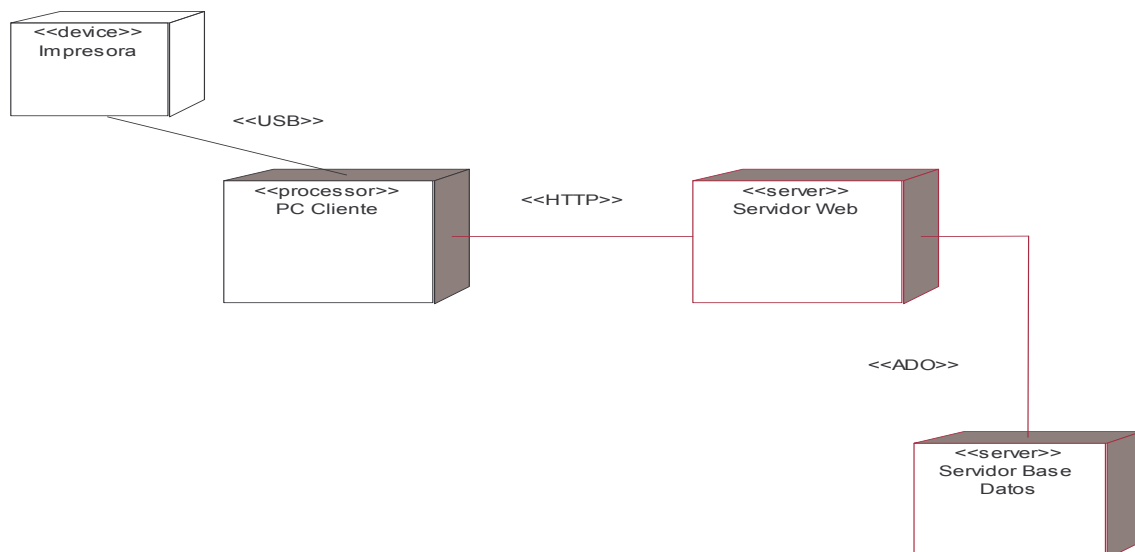 <<device>>
Impresora
<<USB>>
<<processor>>
PC Cliente
<<HTTP>>
<<server>>
Servidor Web
<<ADO>>
<<server>>
Servidor Base
Datos